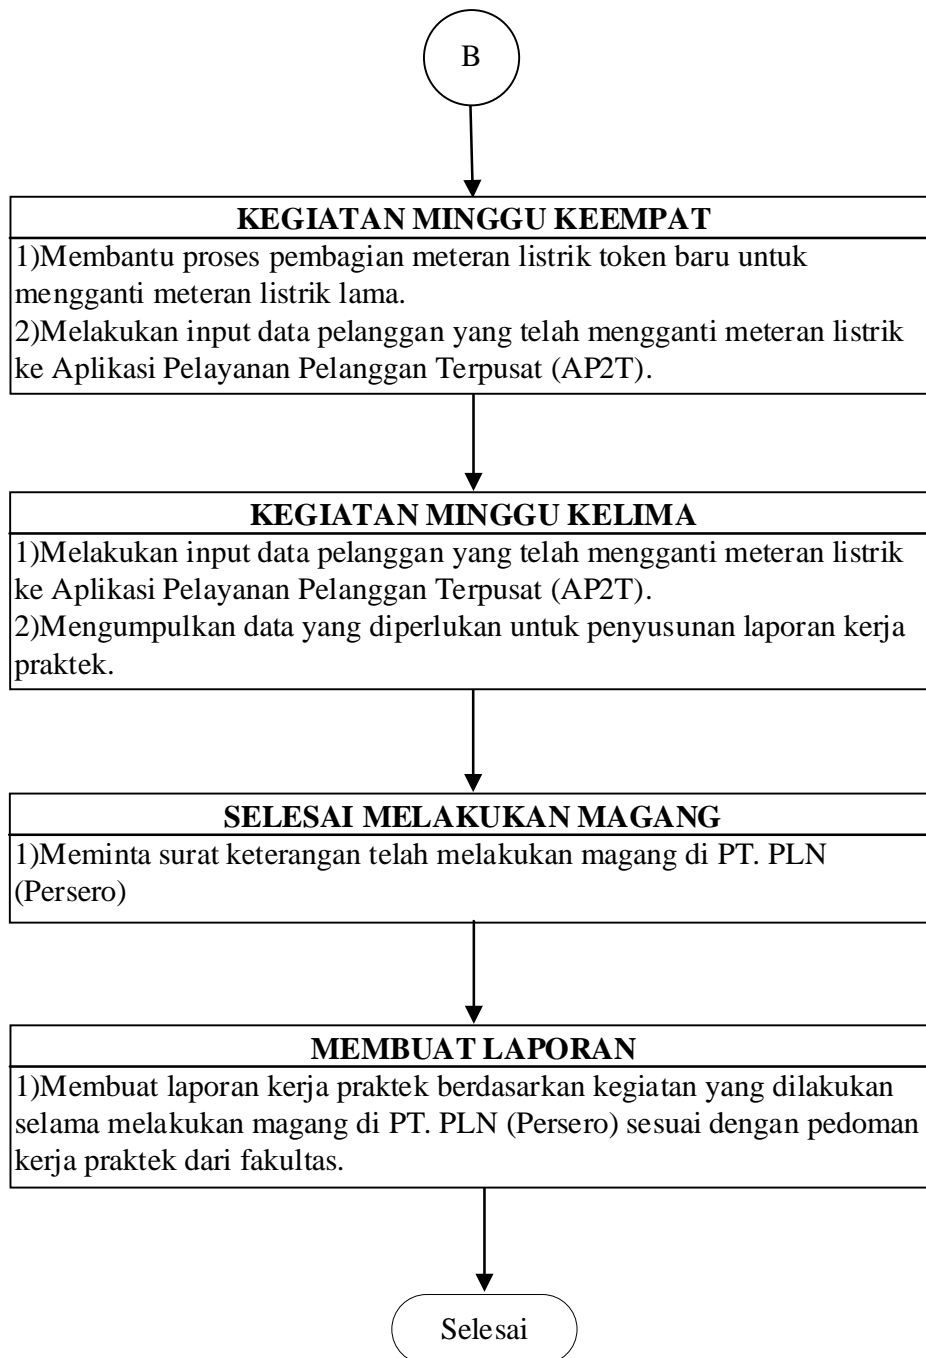 B
KEGIATAN MINGGU KEEMPAT
1)Membantu proses pembagian meteran listrik token baru untuk
mengganti meteran listrik lama.
2)Melakukan input data pelanggan yang telah mengganti meteran listrik
ke Aplikasi Pelayanan Pelanggan Terpusat (AP2T).
KEGIATAN MINGGU KELIMA
1)Melakukan input data pelanggan yang telah mengganti meteran listrik
ke Aplikasi Pelayanan Pelanggan Terpusat (AP2T).
2)Mengumpulkan data yang diperlukan untuk penyusunan laporan kerja
praktek.
SELESAI MELAKUKAN MAGANG
1)Meminta surat keterangan telah melakukan magang di PT. PLN
(Persero)
MEMBUAT LAPORAN
1)Membuat laporan kerja praktek berdasarkan kegiatan yang dilakukan
selama melakukan magang di PT. PLN (Persero) sesuai dengan pedoman
kerja praktek dari fakultas.
Selesai